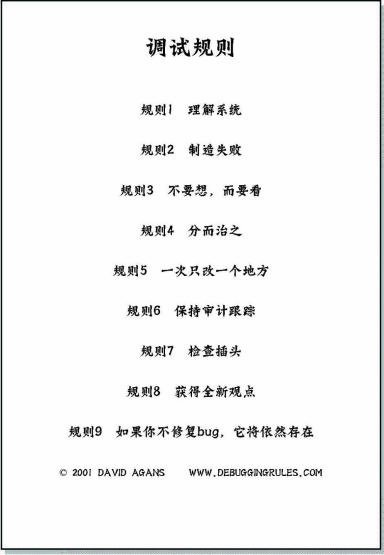 调试规则
规则1 理解系统
规则2 制造失败
规则3 不要想，而要看
规则4 分而治之
规则5 一次只改一个地方
规则6 保持审计跟踪
规则7 检查插头
规则8 获得全新观点
规则9 如果你不修复bug，它将依然存在
© 2001 DAVID AGANS WWW.DEBUGGINGRULES.COM